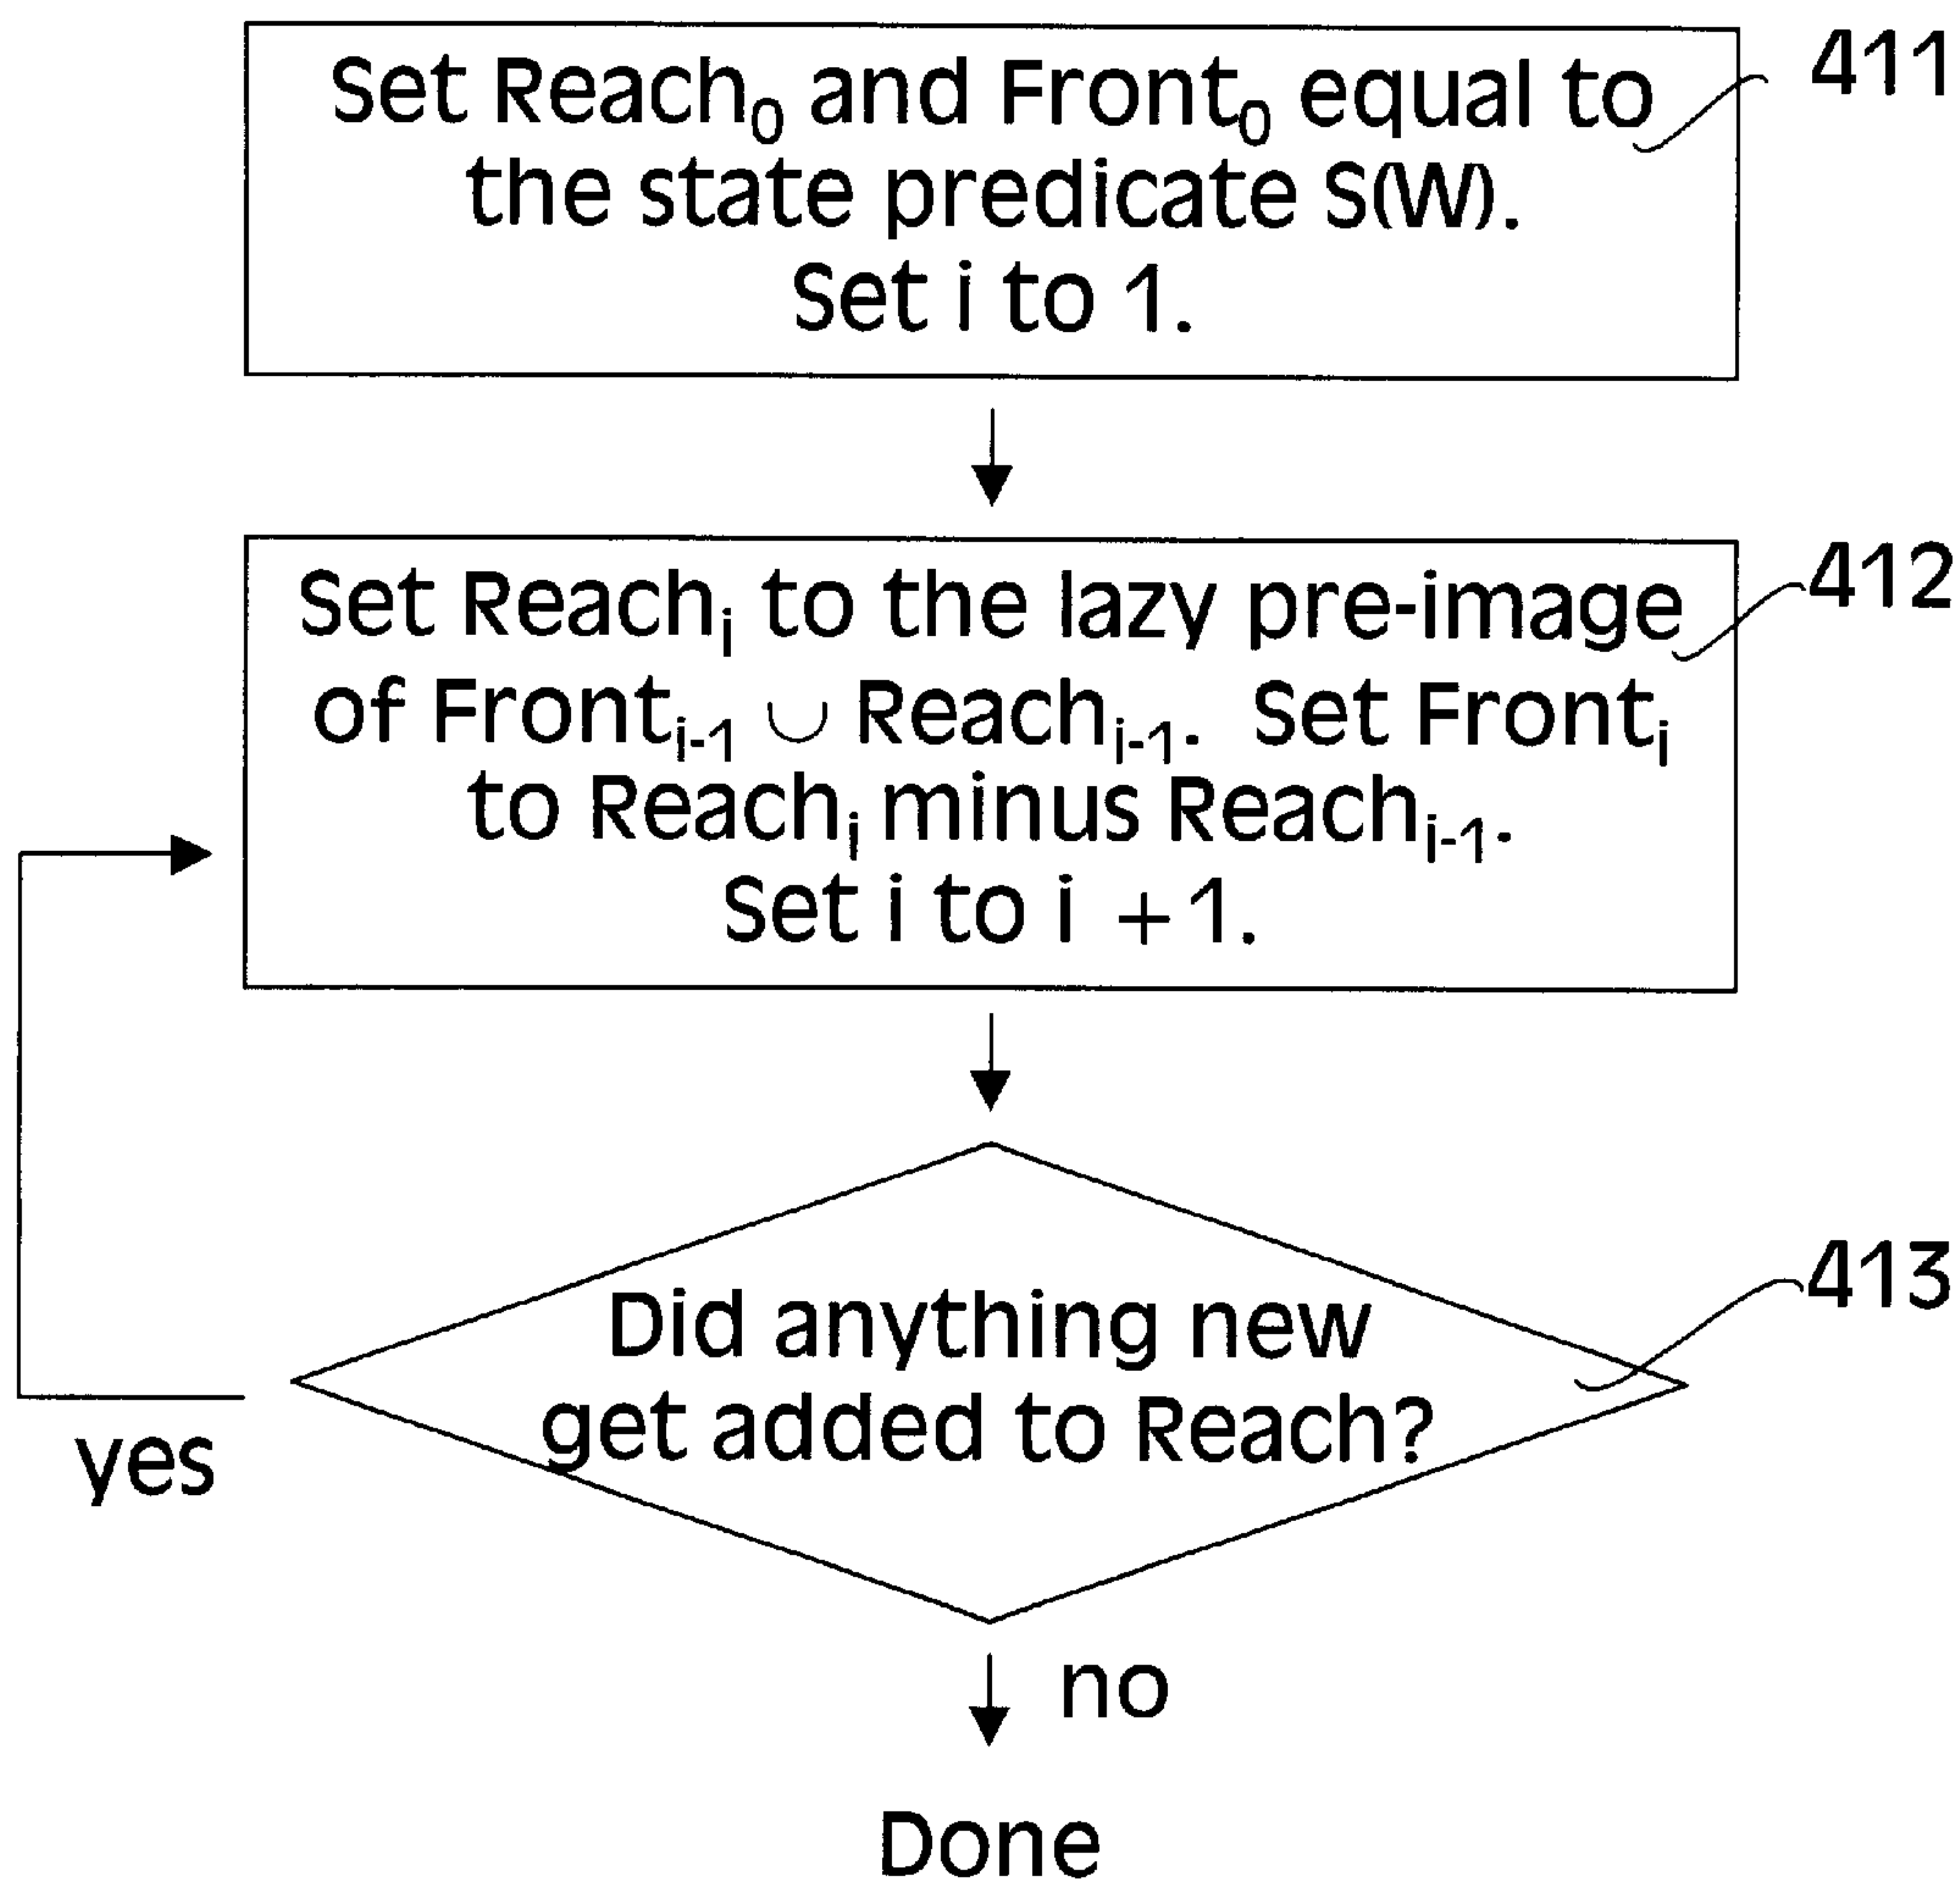 Set Reach₀ and Front₀ equal to
the state predicate S(W).
Set i to 1.
411
Set Reachᵢ to the lazy pre-image
of Frontᵢ₋₁ ∪ Reachᵢ₋₁. Set Frontᵢ
to Reachᵢ minus Reachᵢ₋₁.
Set i to i + 1.
412
Did anything new
get added to Reach?
413
yes
no
Done